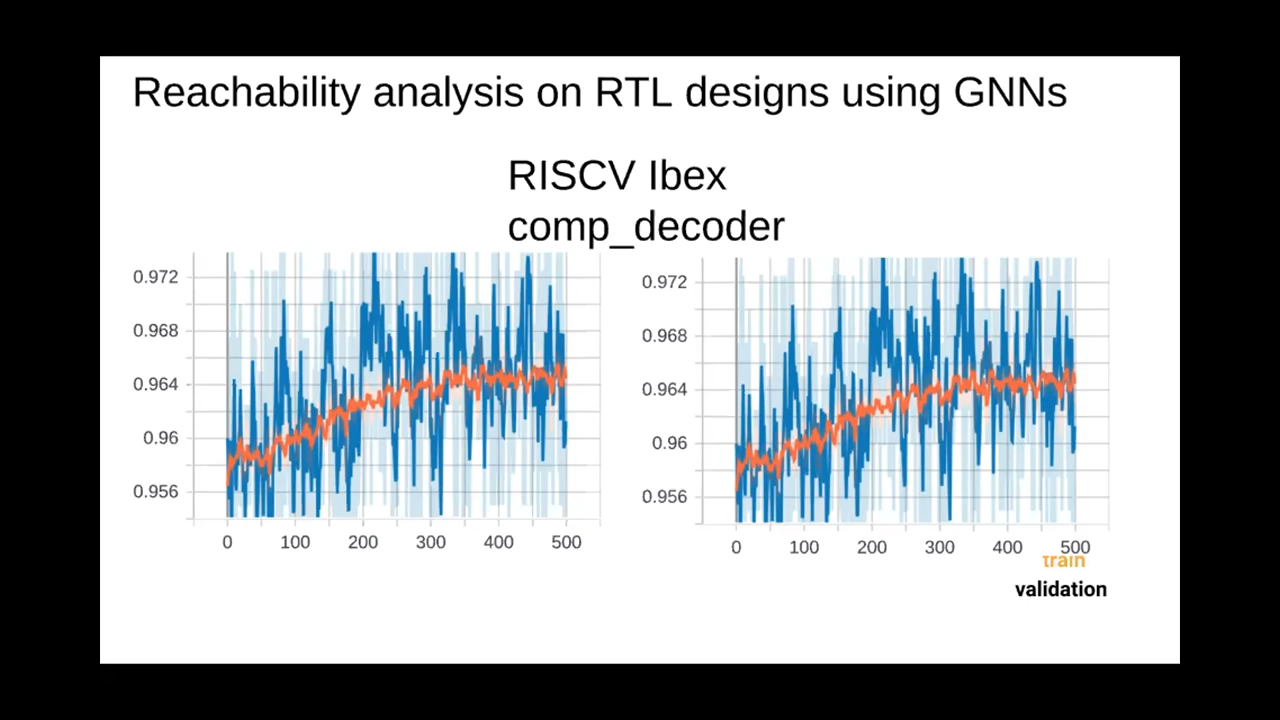 Reachability analysis on RTL designs using GNNs
RISCV Ibex
comp_decoder
0.972
0.968
0.964
0.96
0.956
0 100 200 300 400 500
0.972
0.968
0.964
0.96
0.956
0 100 200 300 400 500
train
validation